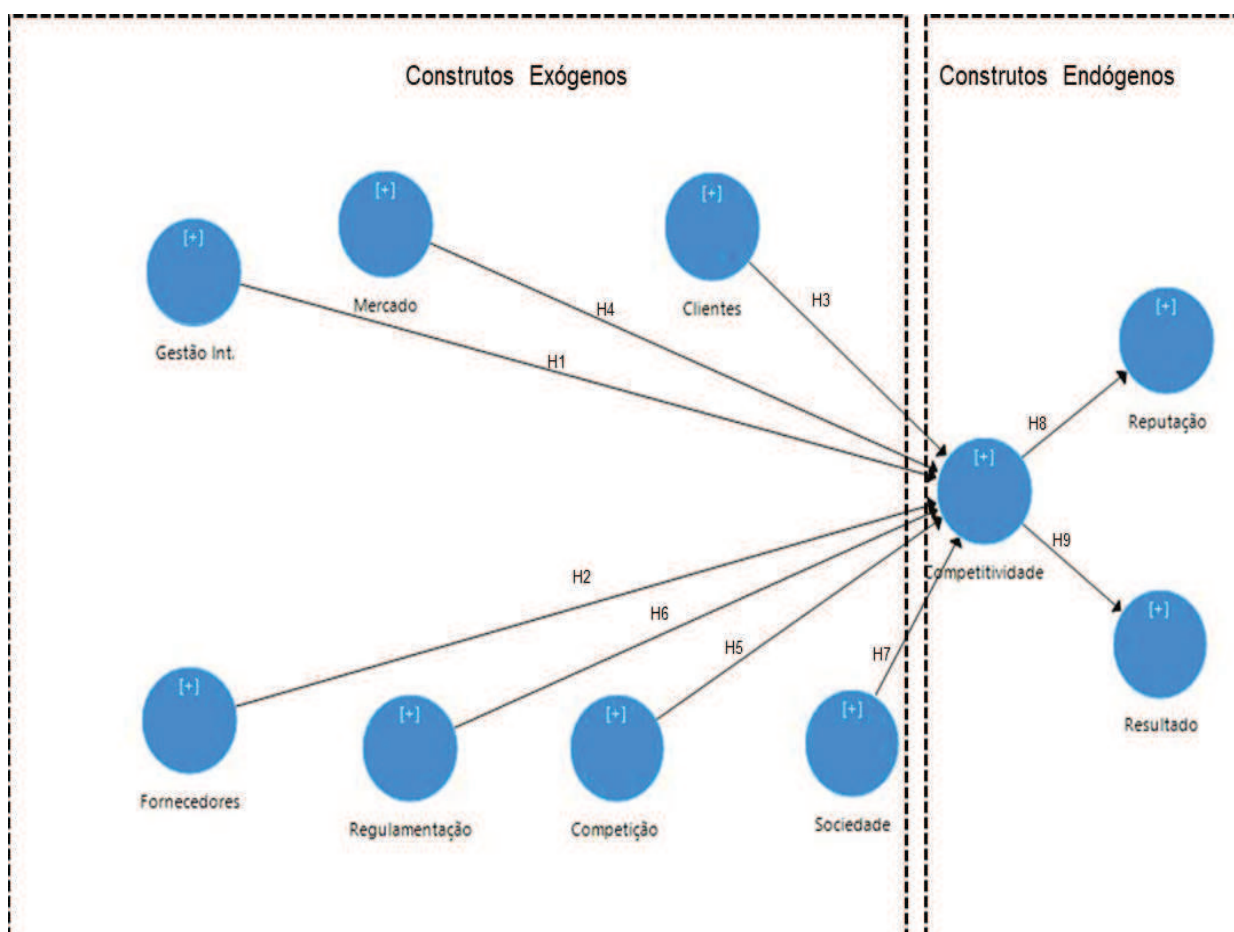 Construtos Exógenos
Construtos Endógenos
[+]
Mercado
[+]
Clientes
[+]
Gestão Int.
H4
H3
H1
[+]
Reputação
H8
[+]
Competitividade
H9
H2
H6
H5
H7
[+]
Resultado
[+]
Fornecedores
[+]
Regulamentação
[+]
Competição
[+]
Sociedade